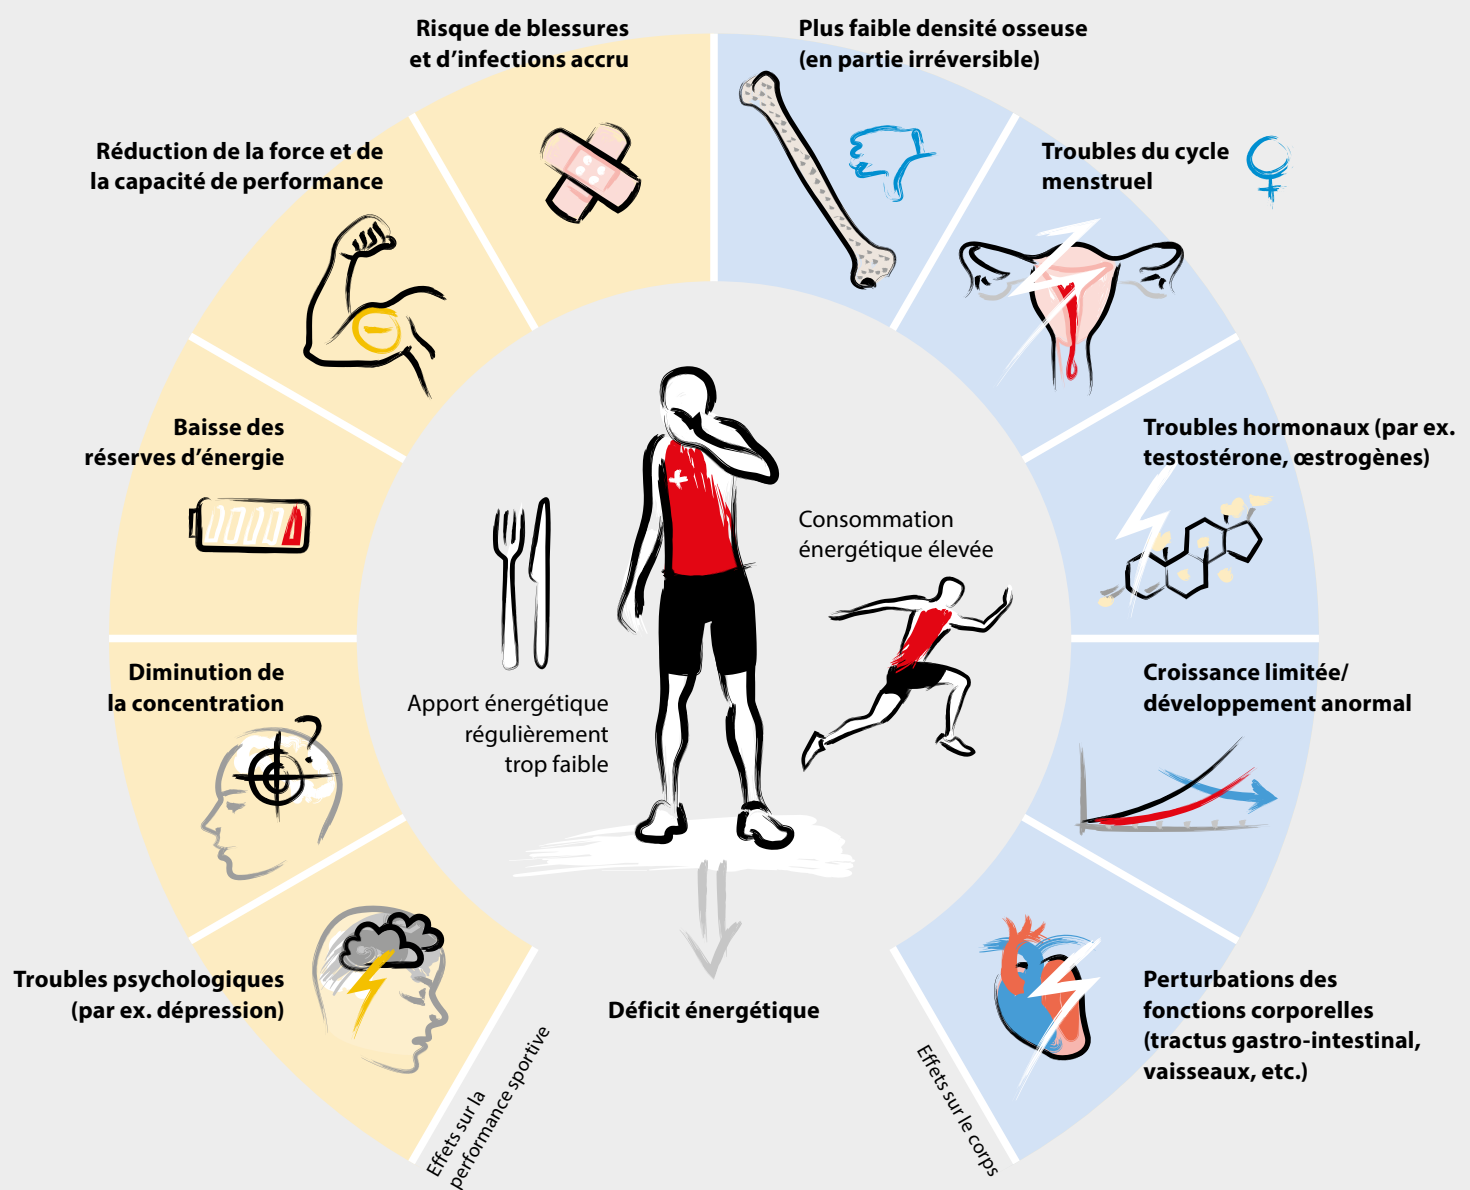 Risque de blessures
et d’infections accru
Plus faible densité osseuse
(en partie irréversible)
Réduction de la force et de
la capacité de performance
Troubles du cycle
menstruel
Baisse des
réserves d’énergie
Troubles hormonaux (par ex.
testostérone, œstrogènes)
Consommation
énergétique élevée
Diminution de
la concentration
Apport énergétique
régulièrement
trop faible
Croissance limitée/
développement anormal
?
Troubles psychologiques
(par ex. dépression)
Déficit énergétique
Perturbations des
fonctions corporelles
(tractus gastro-intestinal,
vaisseaux, etc.)
Effets sur la
performance sportive
Effets sur le corps